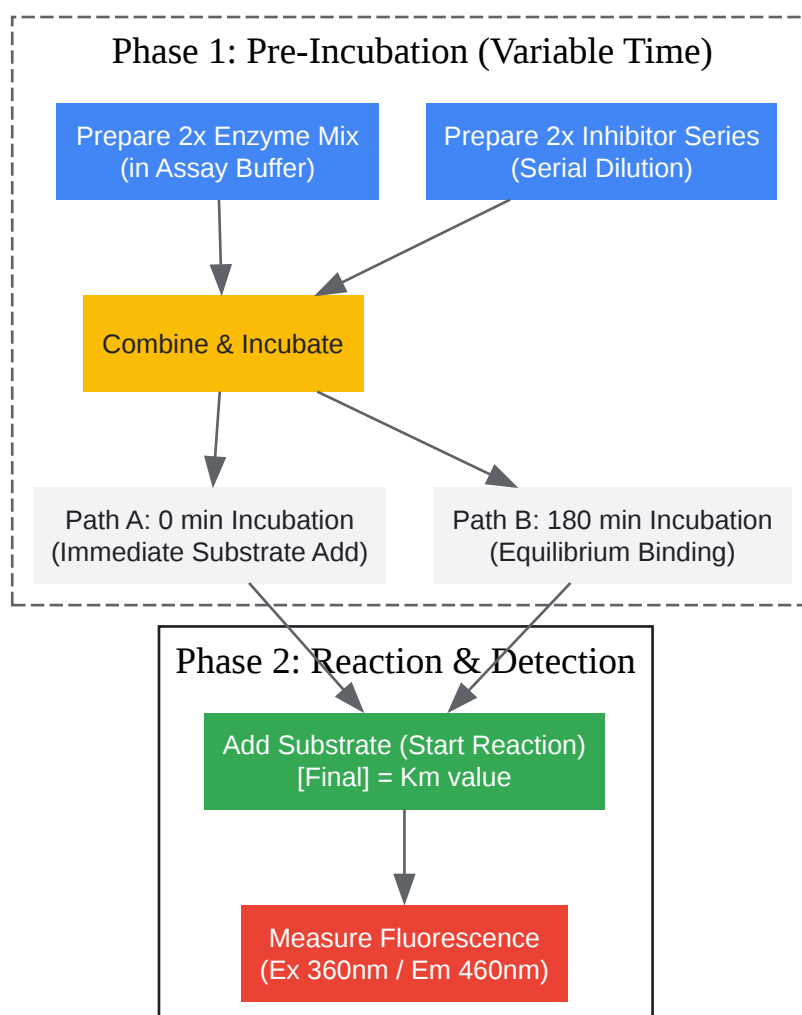 Phase 1: Pre-Incubation (Variable Time)
Prepare 2x Enzyme Mix
(in Assay Buffer)
Prepare 2x Inhibitor Series
(Serial Dilution)
Combine & Incubate
Path A: 0 min Incubation
(Immediate Substrate Add)
Path B: 180 min Incubation
(Equilibrium Binding)
Phase 2: Reaction & Detection
Add Substrate (Start Reaction)
[Final] = Km value
Measure Fluorescence
(Ex 360nm / Em 460nm)